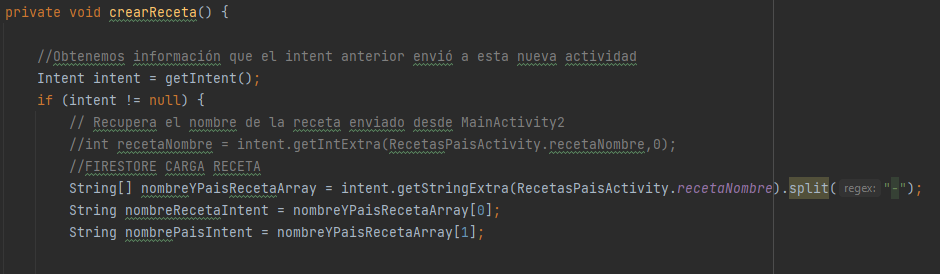 private void crearReceta() {
//Obtenemos información que el intent anterior envió a esta nueva actividad
Intent intent = getIntent();
if (intent != null) {
// Recupera el nombre de la receta enviado desde MainActivity2
//int recetaNombre = intent.getIntExtra(RecetasPaisActivity.recetaNombre,0);
//FIRESTORE CARGA RECETA
String[] nombreYPaisRecetaArray = intent.getStringExtra(RecetasPaisActivity.recetaNombre).split( regex: "-");
String nombreRecetaIntent = nombreYPaisRecetaArray[0];
String nombrePaisIntent = nombreYPaisRecetaArray[1];